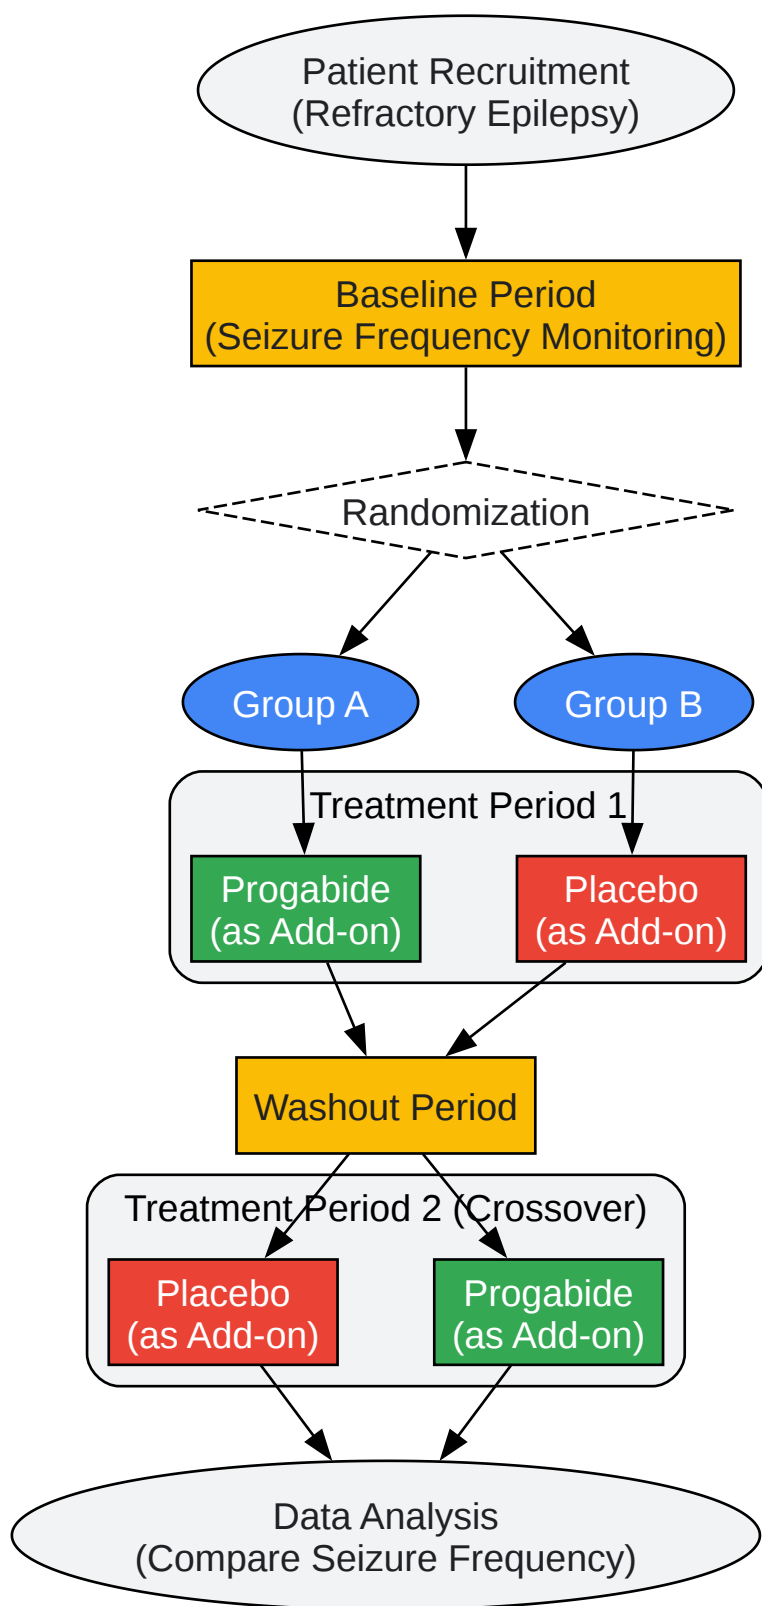 Patient Recruitment
(Refractory Epilepsy)
Baseline Period
(Seizure Frequency Monitoring)
Randomization
Group A
Group B
Treatment Period 1
Progabide
(as Add-on)
Placebo
(as Add-on)
Washout Period
Treatment Period 2 (Crossover)
Placebo
(as Add-on)
Progabide
(as Add-on)
Data Analysis
(Compare Seizure Frequency)